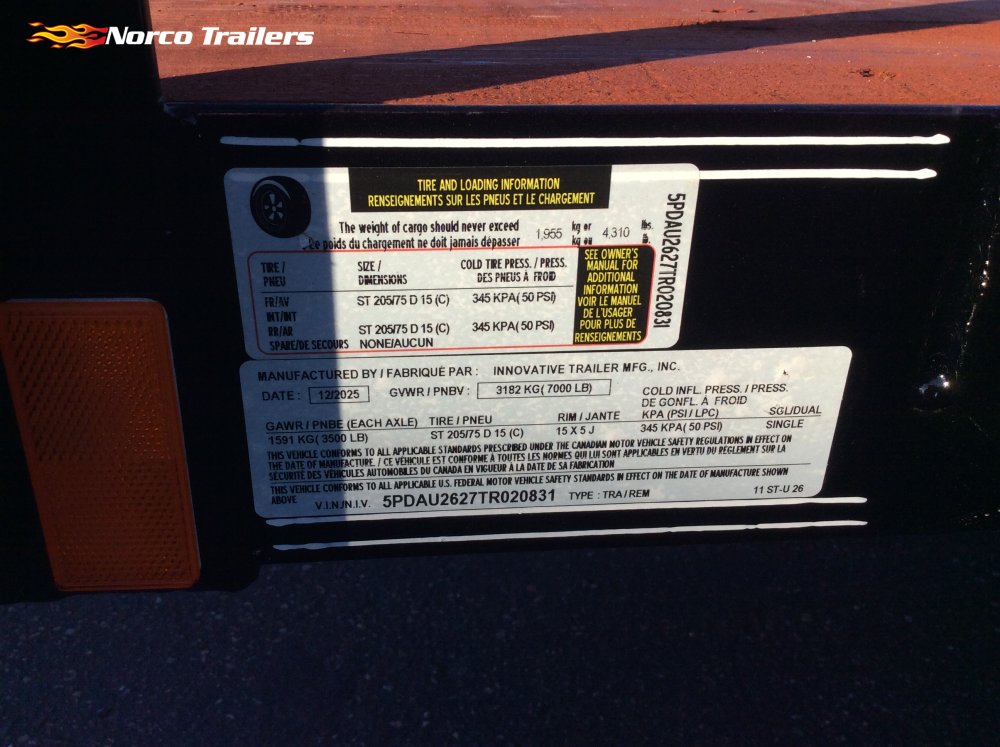 Norco Trailers
TIRE AND LOADING INFORMATION
RENSEIGNEMENTS SUR LES PNEUS ET LE CHARGEMENT
The weight of cargo should never exceed 1,955 kg or 4,310 lbs.
Le poids du chargement ne doit jamais dépasser kg ou lb.
TIRE / SIZE / COLD TIRE PRESS. / PRESS.
PNEU DIMENSIONS DES PNEUS À FROID
FR/AV ST 205/75 D 15 (C) 345 KPA( 50 PSI)
INT/INT
RR/AR ST 205/75 D 15 (C) 345 KPA( 50 PSI)
SPARE/DE SECOURS NONE/AUCUN
SEE OWNER'S
MANUAL FOR
ADDITIONAL
INFORMATION
VOIR LE MANUEL
DE L'USAGER
POUR PLUS DE
RENSEIGNEMENTS
5PDAU2627TR020831
MANUFACTURED BY / FABRIQUÉ PAR : INNOVATIVE TRAILER MFG., INC.
DATE : 12/2025 GVWR / PNBV : 3182 KG( 7000 LB) COLD INFL. PRESS. / PRESS.
DE GONFL. À FROID
GAWR / PNBE (EACH AXLE) TIRE / PNEU RIM / JANTE KPA (PSI / LPC) SGL/DUAL
1591 KG( 3500 LB) ST 205/75 D 15 (C) 15 X 5 J 345 KPA( 50 PSI) SINGLE
THIS VEHICLE CONFORMS TO ALL APPLICABLE STANDARDS PRESCRIBED UNDER THE CANADIAN MOTOR VEHICLE SAFETY REGULATIONS IN EFFECT ON
THE DATE OF MANUFACTURE. / CE VÉHICULE EST CONFORME À TOUTES LES NORMES QUI LUI SONT APPLICABLES EN VERTU DU RÈGLEMENT SUR LA
SÉCURITÉ DES VÉHICULES AUTOMOBILES DU CANADA EN VIGUEUR À LA DATE DE SA FABRICATION
THIS VEHICLE CONFORMS TO ALL APPLICABLE U.S. FEDERAL MOTOR VEHICLE SAFETY STANDARDS IN EFFECT ON THE DATE OF MANUFACTURE SHOWN
ABOVE
V.I.N./N.I.V. 5PDAU2627TR020831 TYPE : TRA / REM 11 ST-U 26